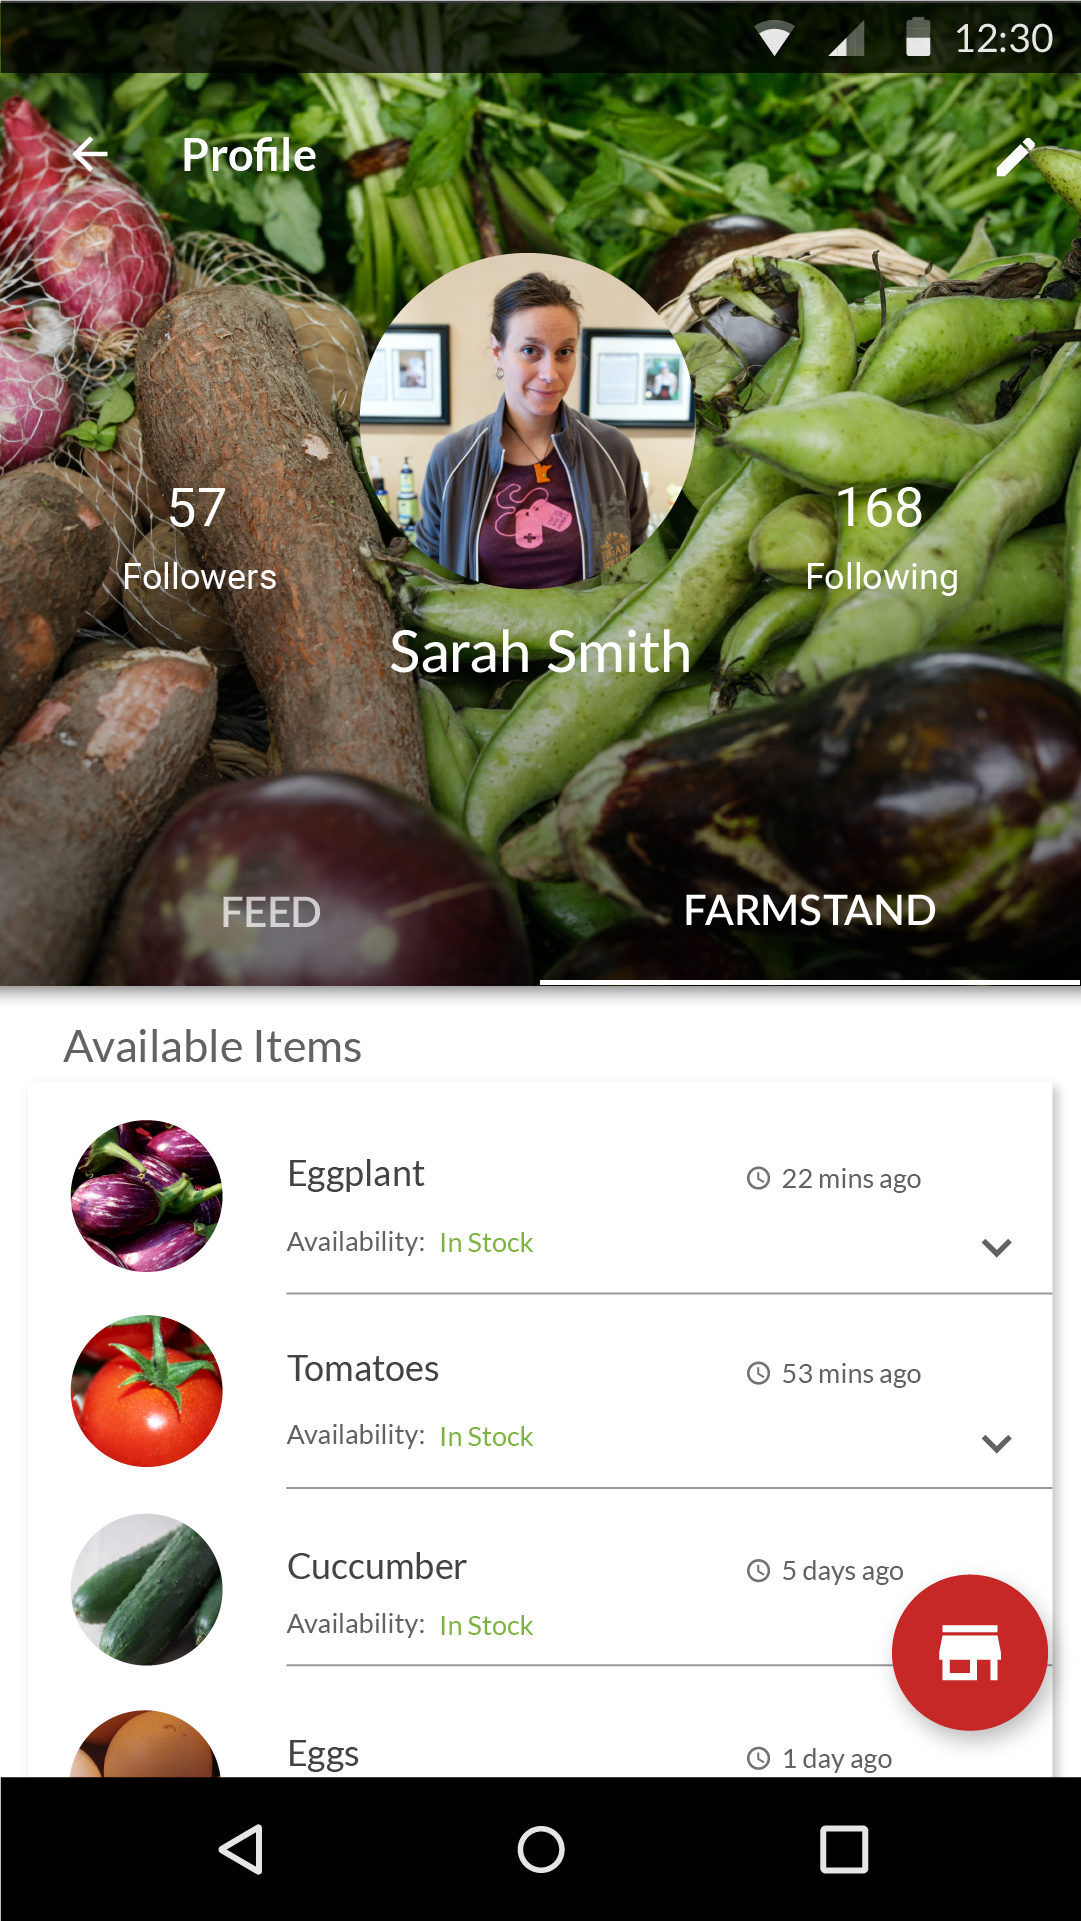 12:30
Profile
57
Followers
168
Following
Sarah Smith
FEED
FARMSTAND
Available Items
Eggplant
22 mins ago
Availability: In Stock
Tomatoes
53 mins ago
Availability: In Stock
Cuccumber
5 days ago
Availability: In Stock
Eggs
1 day ago